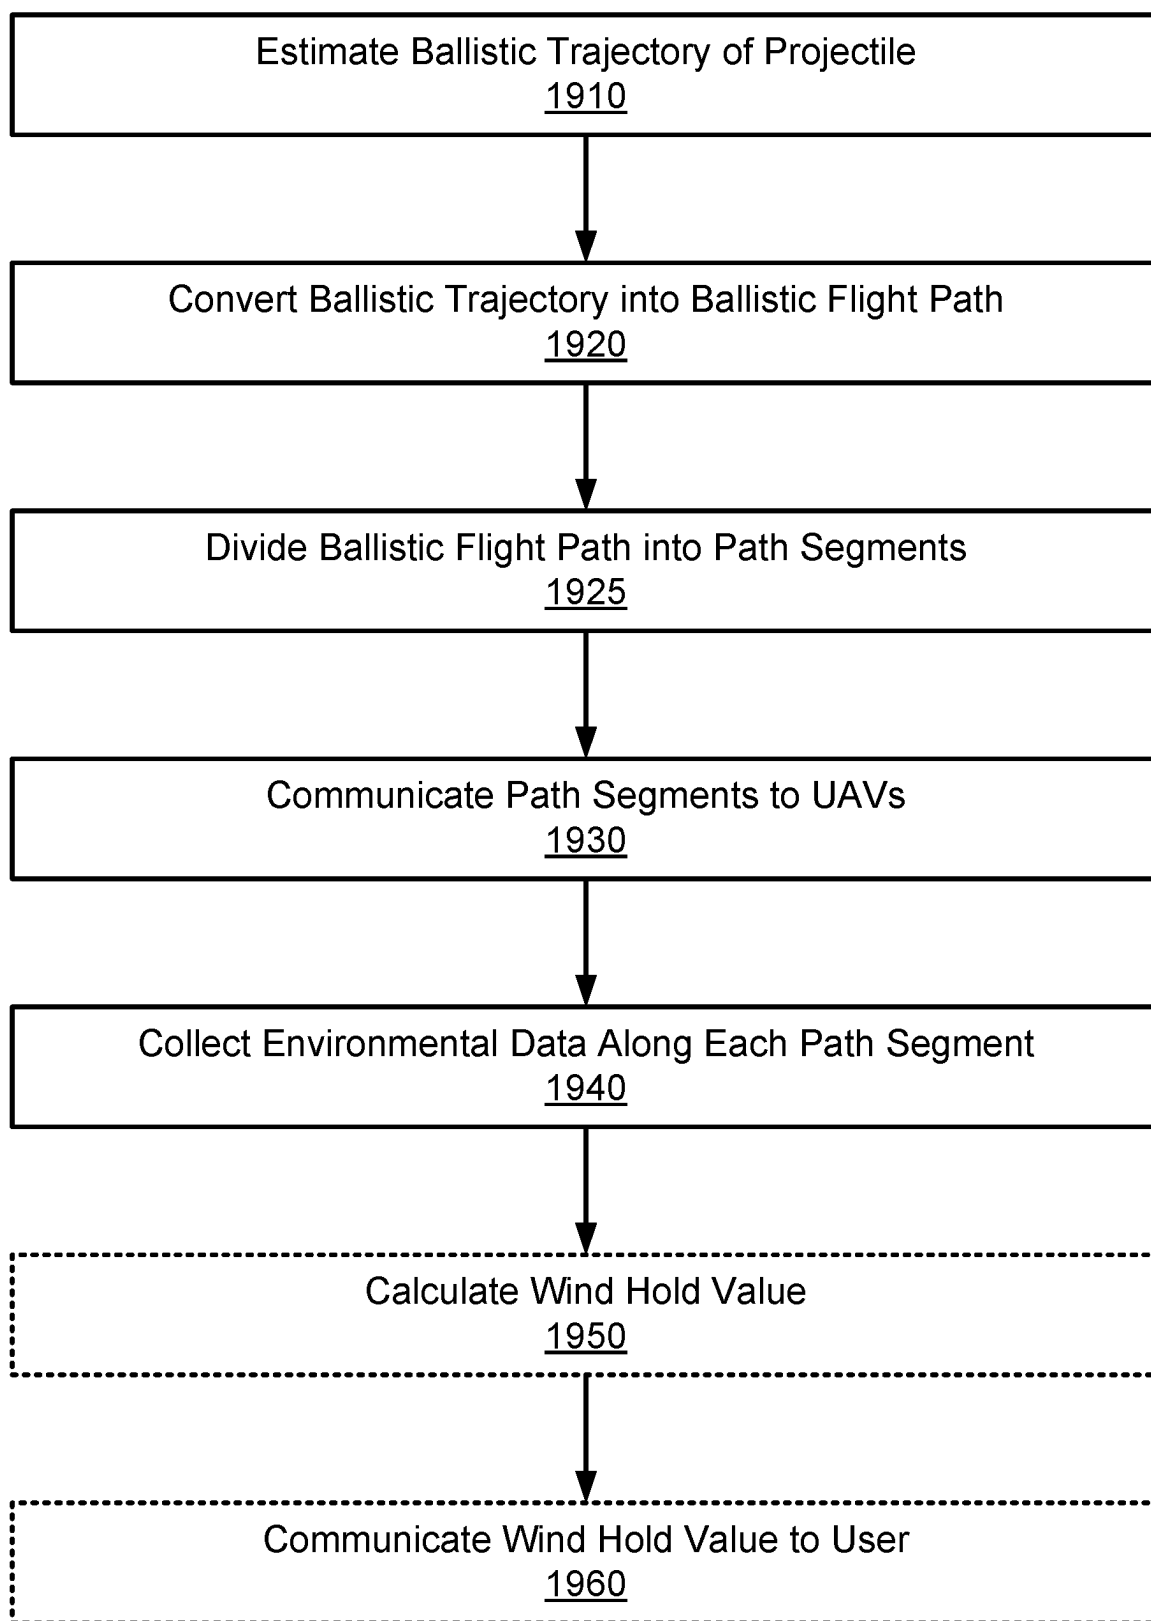 Estimate Ballistic Trajectory of Projectile
1910
Convert Ballistic Trajectory into Ballistic Flight Path
1920
Divide Ballistic Flight Path into Path Segments
1925
Communicate Path Segments to UAVs
1930
Collect Environmental Data Along Each Path Segment
1940
Calculate Wind Hold Value
1950
Communicate Wind Hold Value to User
1960